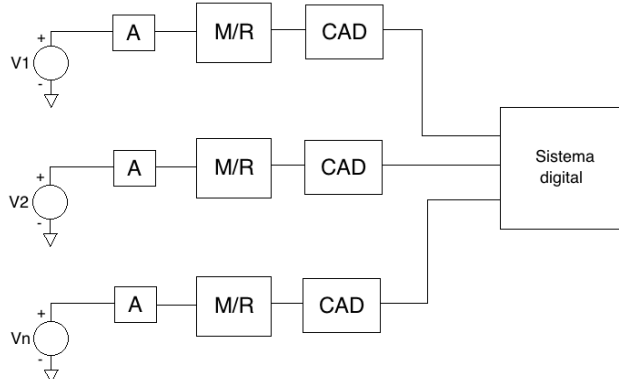 +
V1
-
A
M/R
CAD
+
V2
-
A
M/R
CAD
Sistema
digital
+
Vn
-
A
M/R
CAD